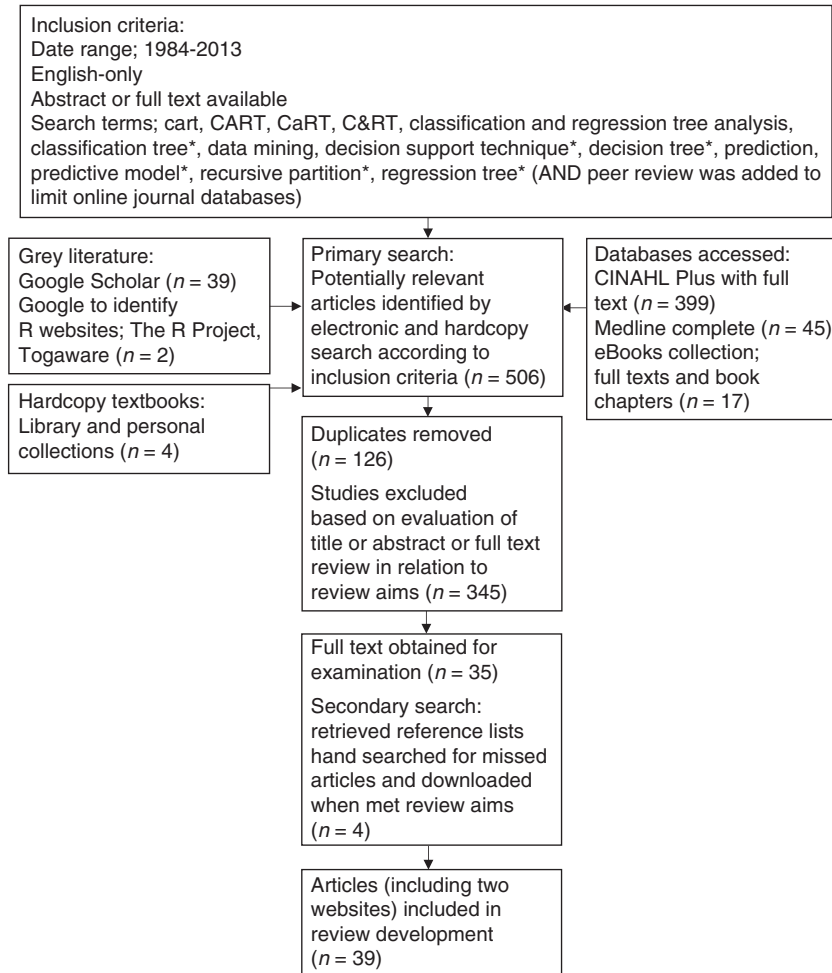 Inclusion criteria:
Date range; 1984-2013
English-only
Abstract or full text available
Search terms; cart, CART, CaRT, C&RT, classification and regression tree analysis,
classification tree*, data mining, decision support technique*, decision tree*, prediction,
predictive model*, recursive partition*, regression tree* (AND peer review was added to
limit online journal databases)
Grey literature:
Google Scholar (n = 39)
Google to identify
R websites; The R Project,
Togaware (n = 2)
Hardcopy textbooks:
Library and personal
collections (n = 4)
Primary search:
Potentially relevant
articles identified by
electronic and hardcopy
search according to
inclusion criteria (n = 506)
Databases accessed:
CINAHL Plus with full
text (n = 399)
Medline complete (n = 45)
eBooks collection;
full texts and book
chapters (n = 17)
Duplicates removed
(n = 126)
Studies excluded
based on evaluation of
title or abstract or full text
review in relation to
review aims (n = 345)
Full text obtained for
examination (n = 35)
Secondary search:
retrieved reference lists
hand searched for missed
articles and downloaded
when met review aims
(n = 4)
Articles (including two
websites) included in
review development
(n = 39)